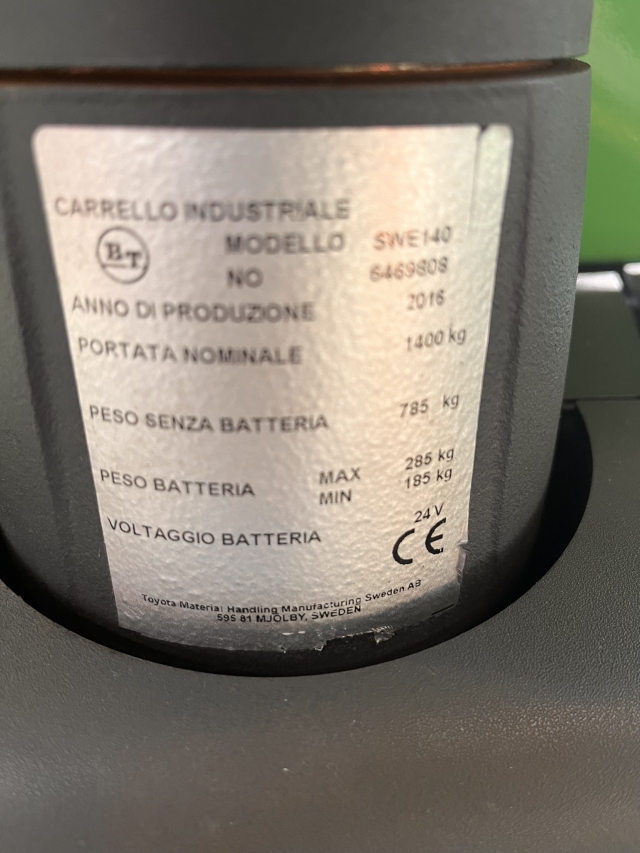 CARRELLO INDUSTRIALE
BT
MODELLO SWE140
NO 6469808
ANNO DI PRODUZIONE 2016
PORTATA NOMINALE 1400 kg
PESO SENZA BATTERIA 785 kg
PESO BATTERIA MAX 285 kg
MIN 185 kg
VOLTAGGIO BATTERIA 24 V
CE
Toyota Material Handling Manufacturing Sweden AB
595 81 MJÖLBY, SWEDEN